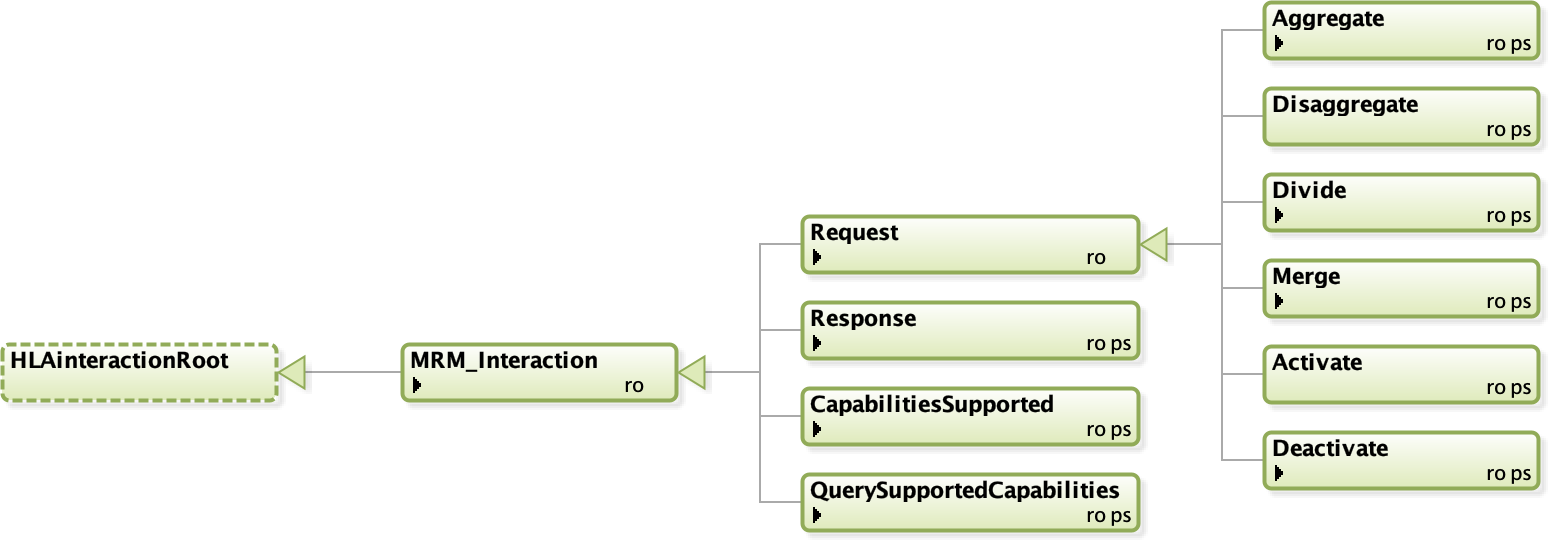 HLAinteractionRoot
MRM_Interaction
ro
Request
ro
Response
ro ps
CapabilitiesSupported
ro ps
QuerySupportedCapabilities
ro ps
Aggregate
ro ps
Disaggregate
ro ps
Divide
ro ps
Merge
ro ps
Activate
ro ps
Deactivate
ro ps